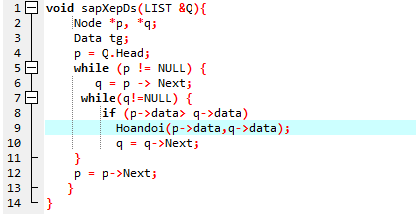 1 void sapXepDs(LIST &Q){
2 Node *p, *q;
3 Data tg;
4 p = Q.Head;
5 while (p != NULL) {
6 q = p -> Next;
7 while(q!=NULL) {
8 if (p->data> q->data)
9 Hoandoi(p->data,q->data);
10 q = q->Next;
11 }
12 p = p->Next;
13 }
14 }